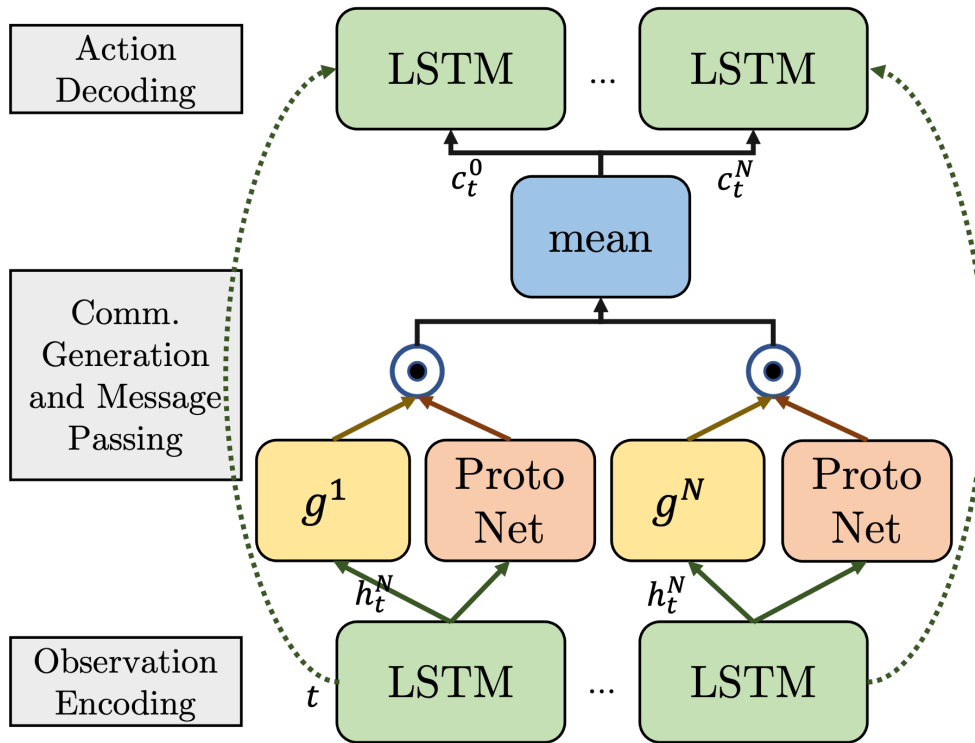 Action
Decoding
LSTM
...
LSTM
c_t^0
c_t^N
mean
Comm.
Generation
and Message
Passing
g^1
Proto
Net
g^N
Proto
Net
h_t^N
h_t^N
Observation
Encoding
t
LSTM
...
LSTM